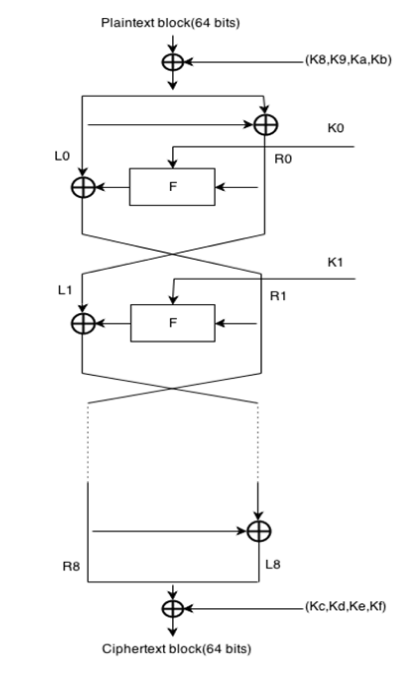 Plaintext block(64 bits)
(K8,K9,Ka,Kb)
K0
L0
R0
F
K1
L1
R1
F
R8
L8
(Kc,Kd,Ke,Kf)
Ciphertext block(64 bits)